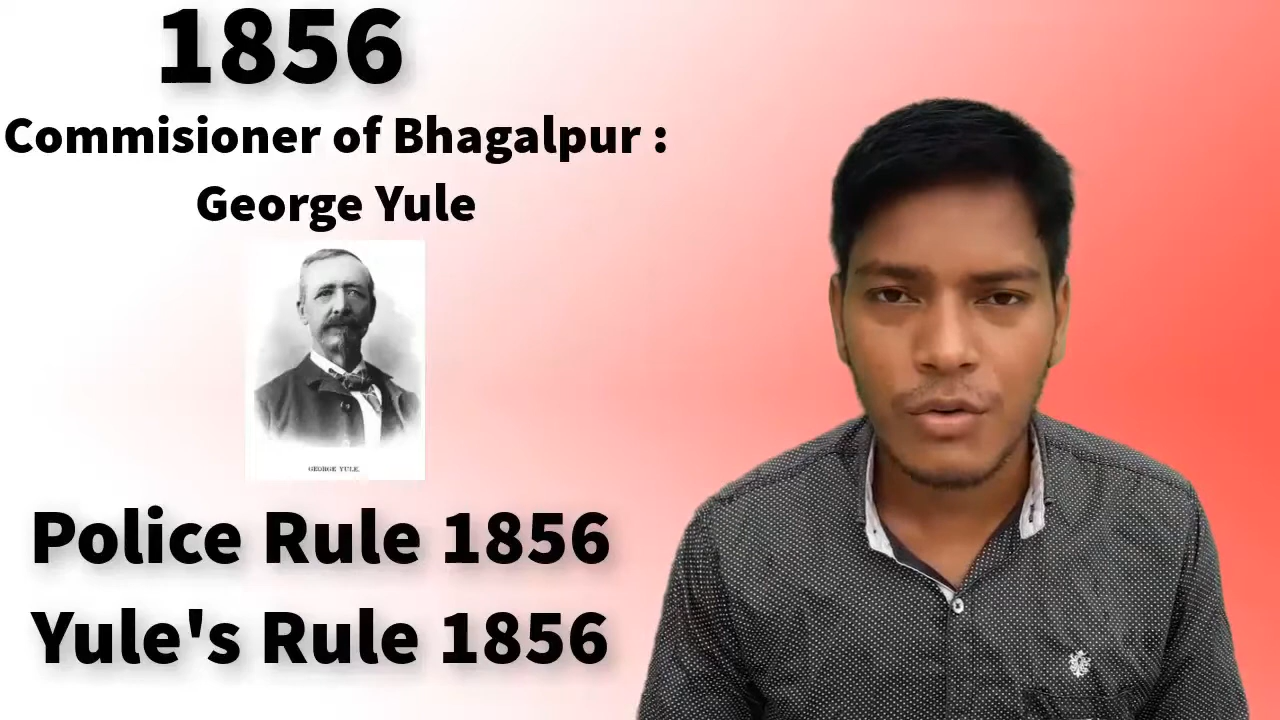 1856
Commisioner of Bhagalpur :
George Yule
GEORGE YULE.
Police Rule 1856
Yule's Rule 1856